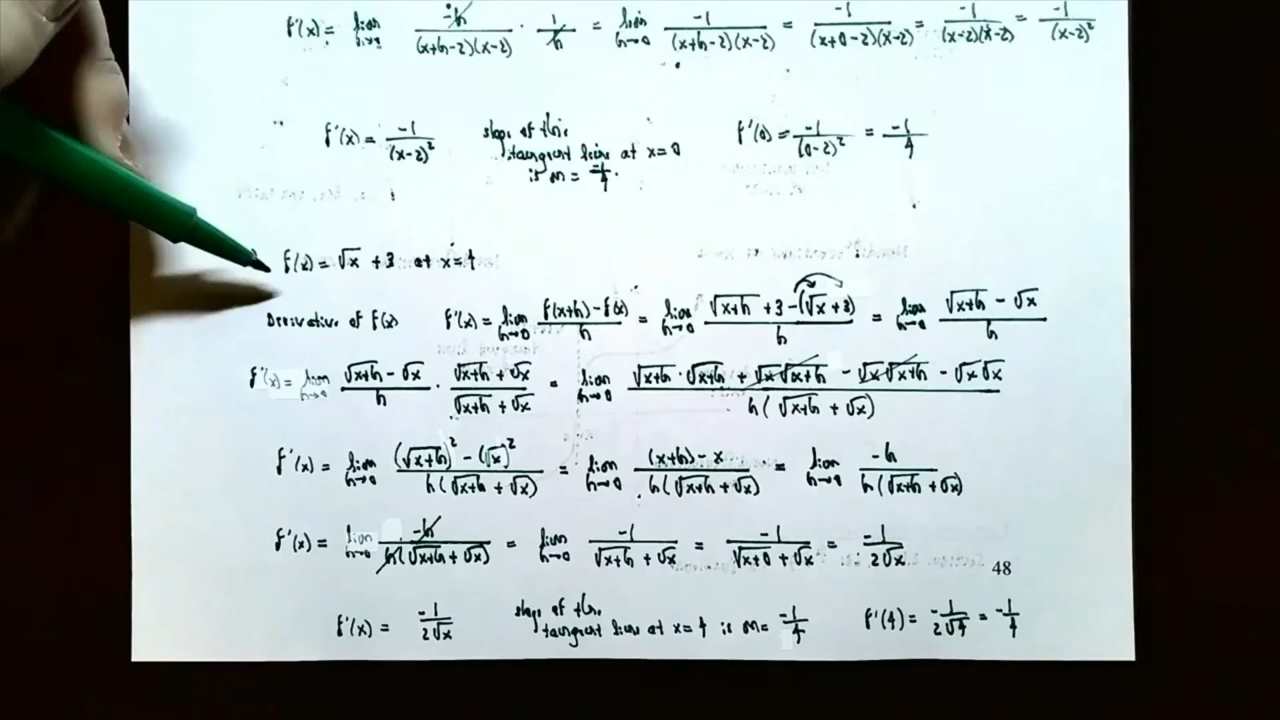 f'(x) = lim h→0 -h/((x+h-2)(x-2)) · 1/h = lim h→0 -1/((x+h-2)(x-2)) = -1/((x+0-2)(x-2)) = -1/((x-2)(x-2)) = -1/(x-2)²
f'(x) = -1/(x-2)² slope of the tangent line at x=0 is m = -1/4. f'(0) = -1/(0-2)² = -1/4
f(x) = √x + 3 at x=4
Derivative of f(x) f'(x) = lim h→0 (f(x+h) - f(x))/h = lim h→0 (√(x+h) + 3 - (√x + 3))/h = lim h→0 (√(x+h) - √x)/h
f'(x) = lim h→0 (√(x+h) - √x)/h · (√(x+h) + √x)/(√(x+h) + √x) = lim h→0 (√(x+h) · √(x+h) + √x √(x+h) - √x √(x+h) - √x √x)/(h(√(x+h) + √x))
f'(x) = lim h→0 ((√(x+h))² - (√x)²)/(h(√(x+h) + √x)) = lim h→0 ((x+h) - x)/(h(√(x+h) + √x)) = lim h→0 -h/(h(√(x+h) + √x))
f'(x) = lim h→0 -h/(h(√(x+h) + √x)) = lim h→0 -1/(√(x+h) + √x) = -1/(√(x+0) + √x) = -1/(2√x)
48
f'(x) = -1/(2√x) slope of the tangent line at x=4 is m = -1/4 f'(4) = -1/(2√4) = -1/4